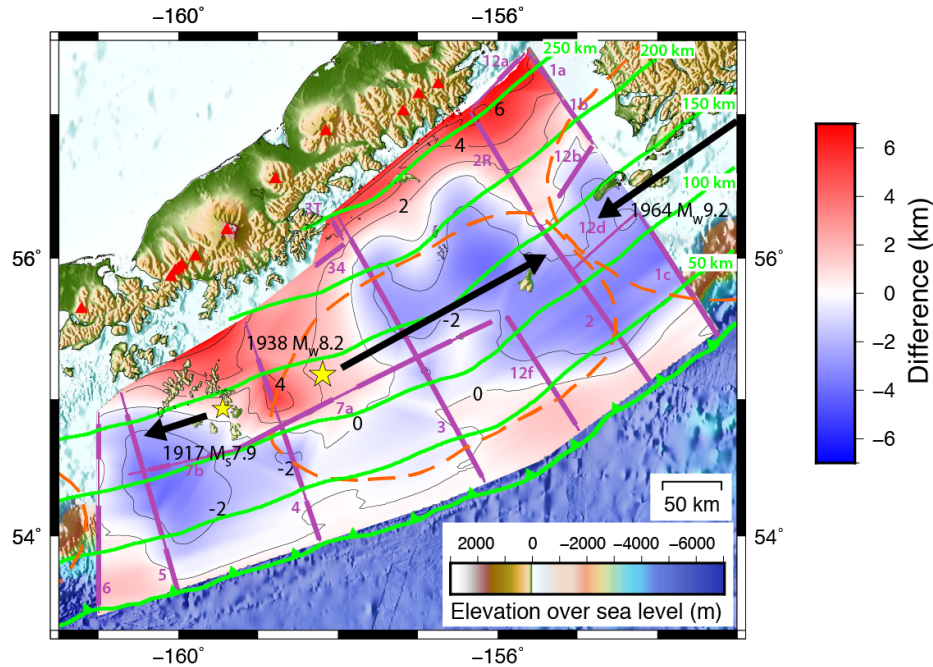 −160° −156°
250 km 200 km
12a 1a
1b
150 km
6
4
2R 12b
100 km
2
3T
1964 MW9.2
12d
34
56° 56°
50 km
1c
-2
2
1938 MW8.2
4
12f
7a
0
0
3
1917 MS7.9
7b
-2
-2
4
50 km
54° 54°
5
6
2000 0 −2000 −4000 −6000
Elevation over sea level (m)
−160° −156°
6
4
2
0
−2
−4
−6
Difference (km)